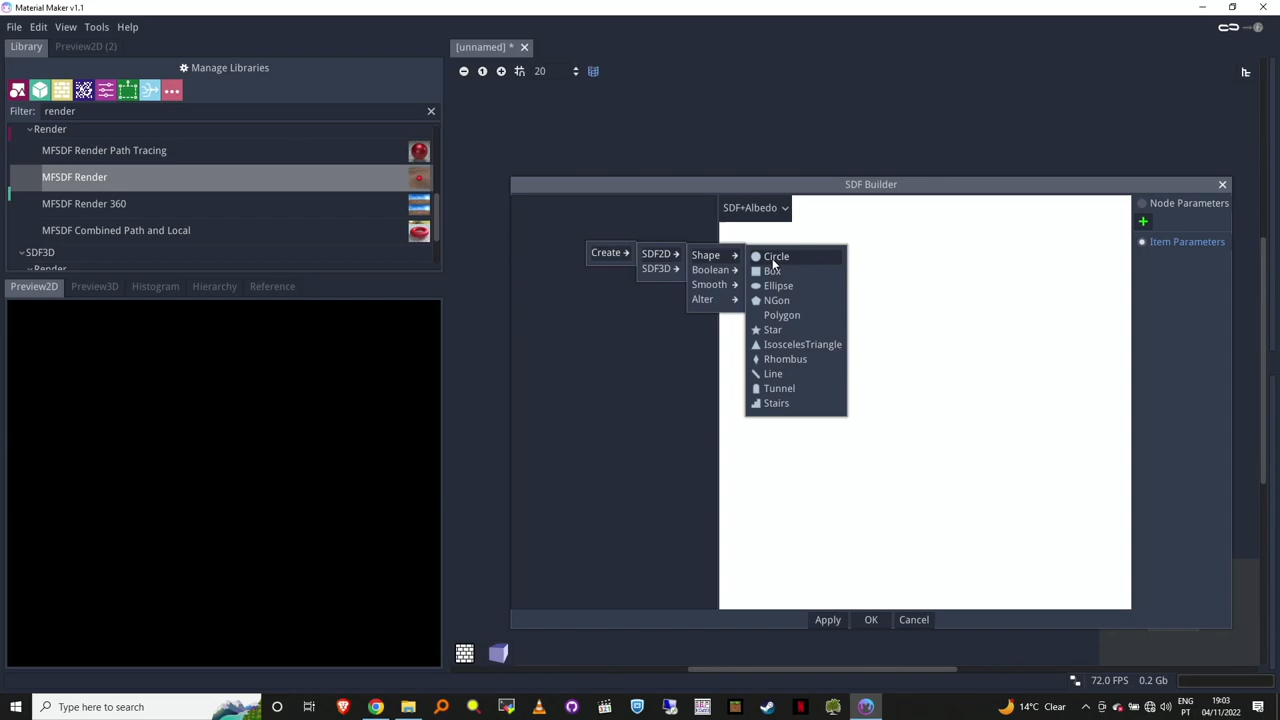 Material Maker v1.1
File Edit View Tools Help
Library Preview2D (2)
[unnamed] *
Manage Libraries
20
Filter: render
Render
MFSDF Render Path Tracing
MFSDF Render
MFSDF Render 360
MFSDF Combined Path and Local
SDF3D
Render
SDF Builder
SDF+Albedo
Node Parameters
Item Parameters
Create
SDF2D
SDF3D
Shape
Boolean
Smooth
Alter
Circle
Box
Ellipse
NGon
Polygon
Star
IsoscelesTriangle
Rhombus
Line
Tunnel
Stairs
Preview2D Preview3D Histogram Hierarchy Reference
Apply OK Cancel
72.0 FPS 0.2 Gb
Type here to search
14°C Clear
ENG
PT
19:03
04/11/2022